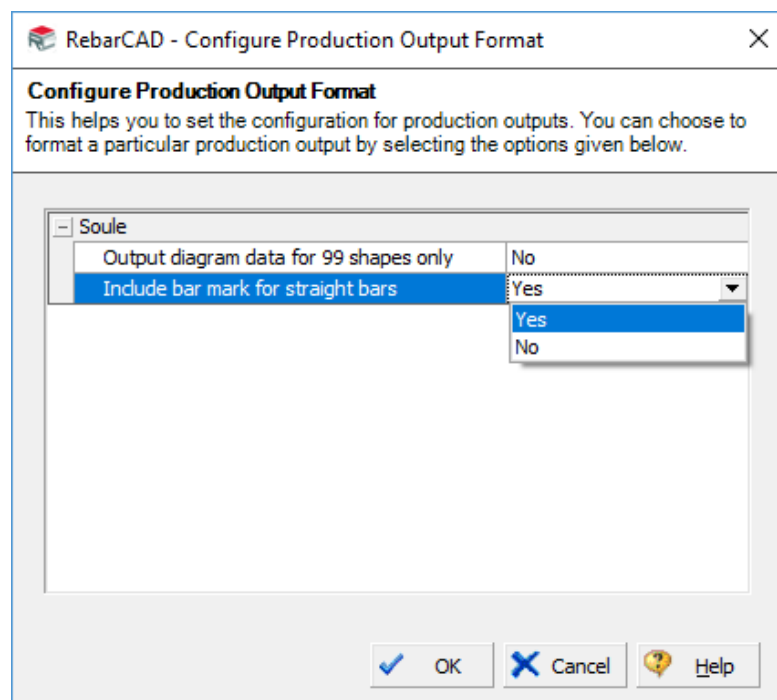 RebarCAD - Configure Production Output Format
Configure Production Output Format
This helps you to set the configuration for production outputs. You can choose to
format a particular production output by selecting the options given below.
Soule
Output diagram data for 99 shapes only No
Include bar mark for straight bars Yes
Yes
No
OK Cancel Help